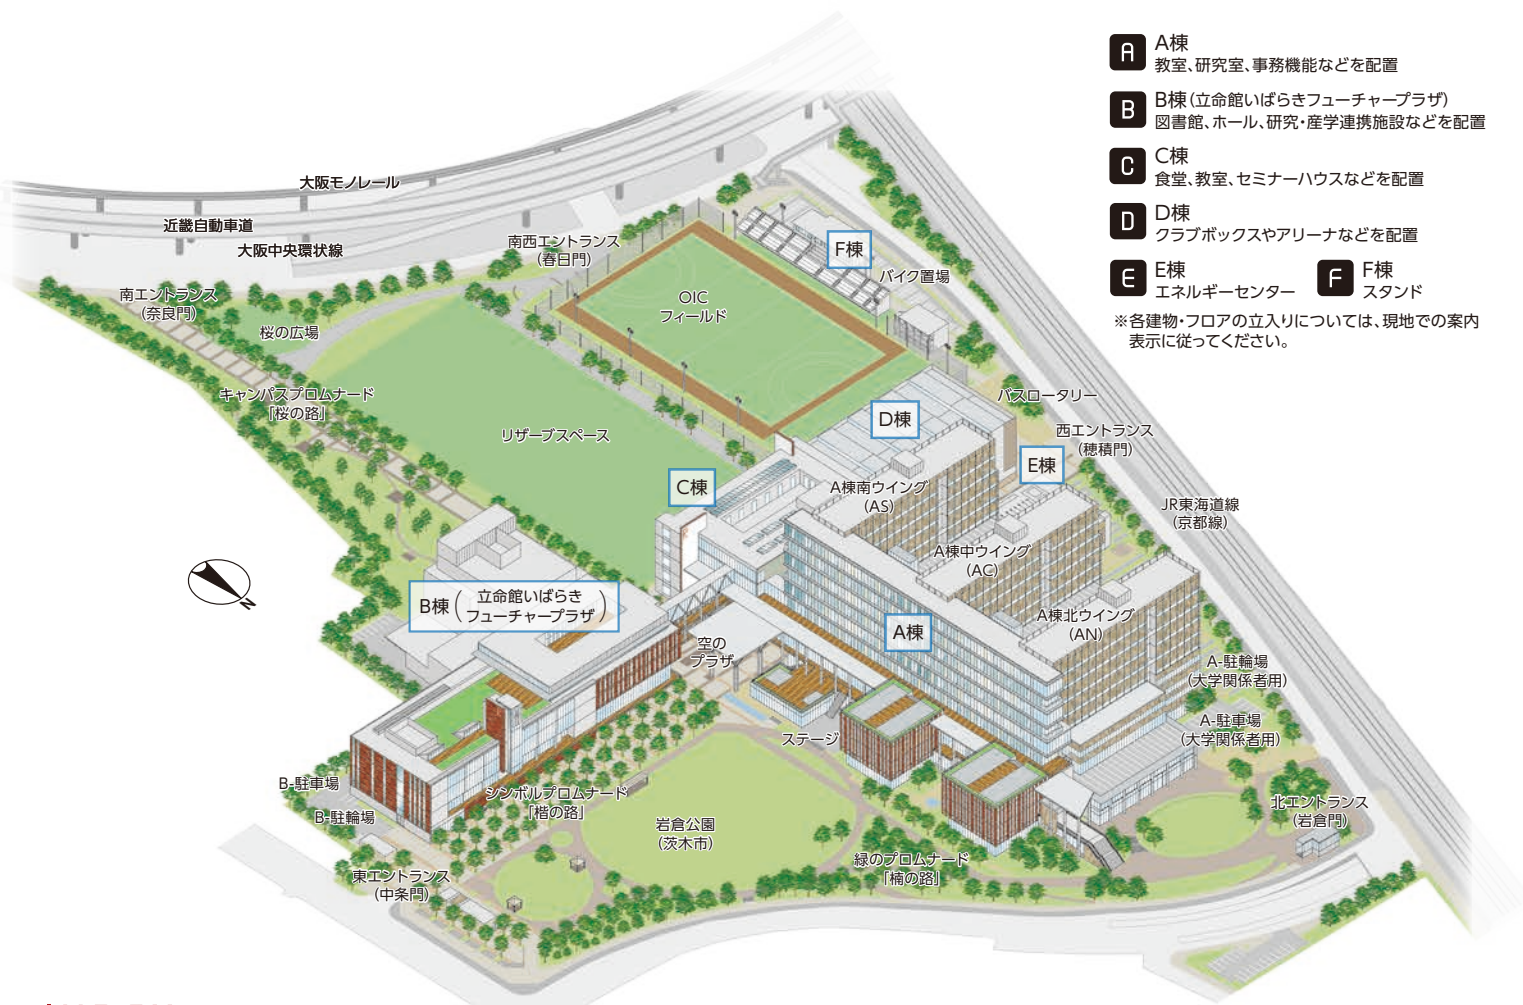 A
A棟
教室、研究室、事務機能などを配置
B
B棟(立命館いばらきフューチャープラザ)
図書館、ホール、研究・産学連携施設などを配置
C
C棟
食堂、教室、セミナーハウスなどを配置
D
D棟
クラブボックスやアリーナなどを配置
E
E棟
エネルギーセンター
F
F棟
スタンド
※各建物・フロアの立入りについては、現地での案内
表示に従ってください。
大阪モノレール
近畿自動車道
大阪中央環状線
南西エントランス
(春日門)
F棟
バイク置場
南エントランス
(奈良門)
桜の広場
OIC
フィールド
キャンパスプロムナード
「桜の路」
バスロータリー
D棟
リザーブスペース
西エントランス
(穂積門)
E棟
C棟
A棟南ウイング
(AS)
JR東海道線
(京都線)
A棟中ウイング
(AC)
N
B棟(立命館いばらき
フューチャープラザ)
A棟北ウイング
(AN)
A棟
空の
プラザ
A-駐輪場
(大学関係者用)
A-駐車場
(大学関係者用)
ステージ
B-駐車場
シンボルプロムナード
「楷の路」
B-駐輪場
岩倉公園
(茨木市)
北エントランス
(岩倉門)
緑のプロムナード
「楠の路」
東エントランス
(中条門)